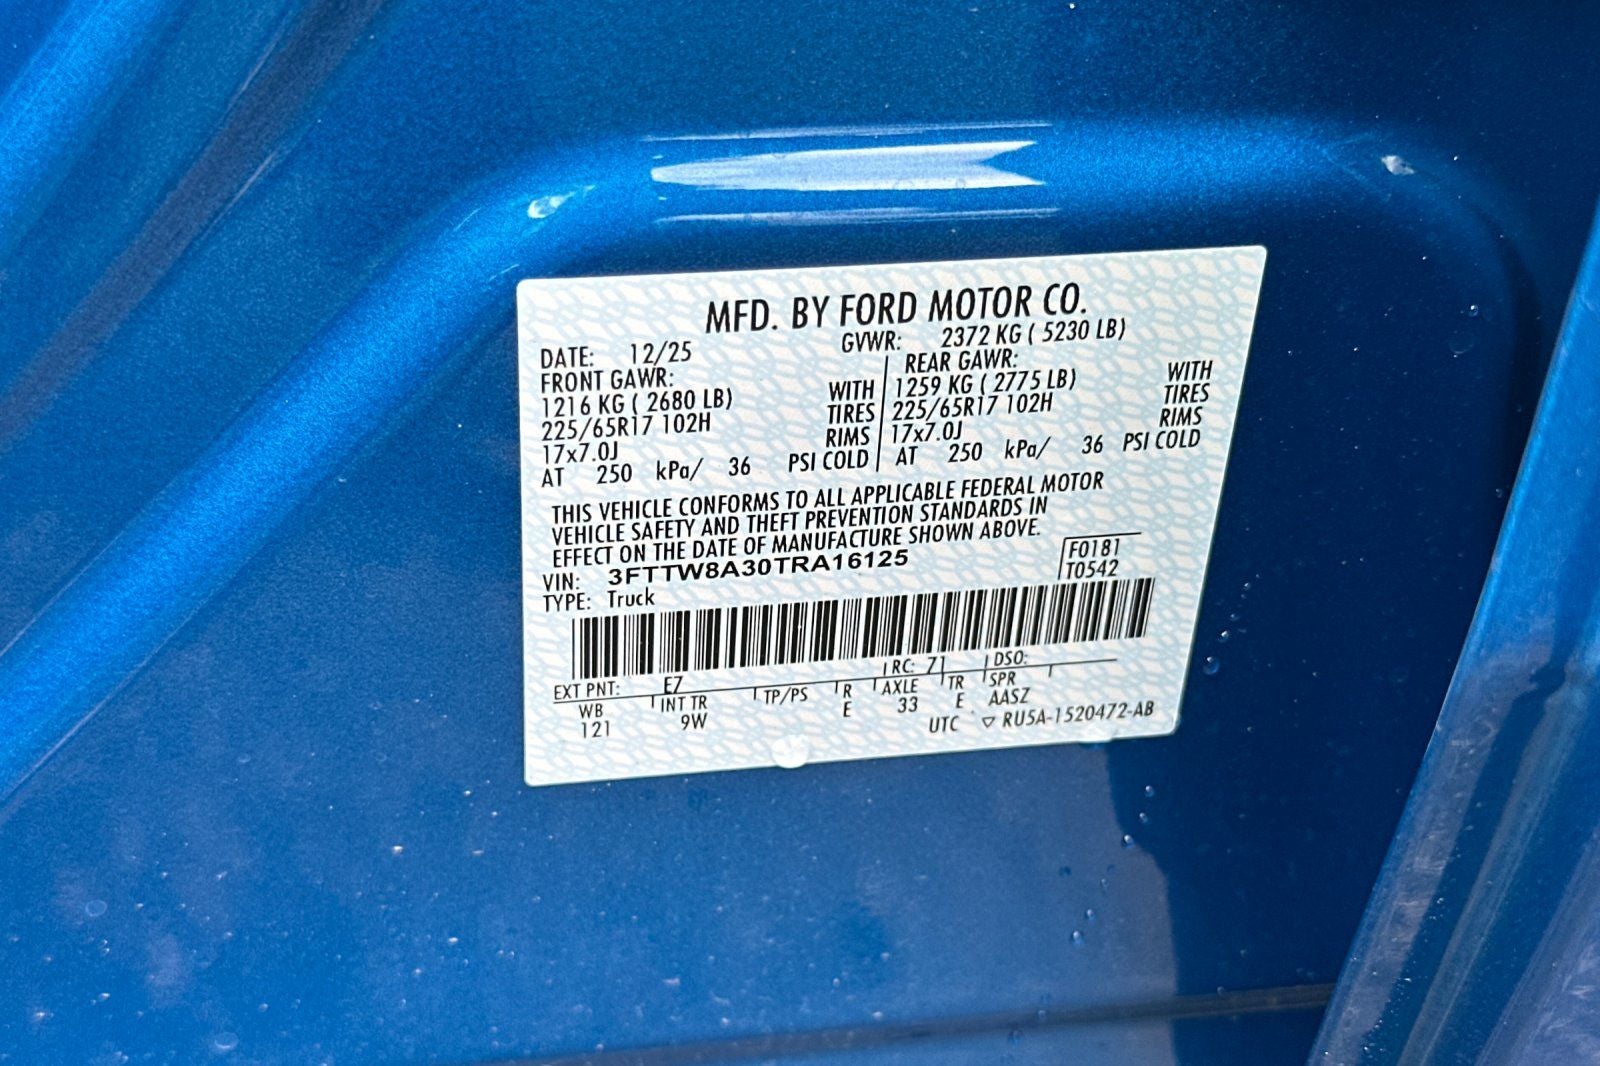 MFD. BY FORD MOTOR CO.
DATE: 12/25 GVWR: 2372 KG ( 5230 LB)
FRONT GAWR: REAR GAWR:
1216 KG ( 2680 LB) WITH 1259 KG ( 2775 LB) WITH
225/65R17 102H TIRES 225/65R17 102H TIRES
17x7.0J RIMS 17x7.0J RIMS
AT 250 kPa/ 36 PSI COLD AT 250 kPa/ 36 PSI COLD
THIS VEHICLE CONFORMS TO ALL APPLICABLE FEDERAL MOTOR
VEHICLE SAFETY AND THEFT PREVENTION STANDARDS IN
EFFECT ON THE DATE OF MANUFACTURE SHOWN ABOVE.
VIN: 3FTTW8A30TRA16125 F0181
TYPE: Truck T0542
EXT PNT: E7 RC: 71 DSO:
WB INT TR TP/PS R AXLE TR SPR
121 9W E 33 E AASZ
UTC ▽ RU5A-1520472-AB